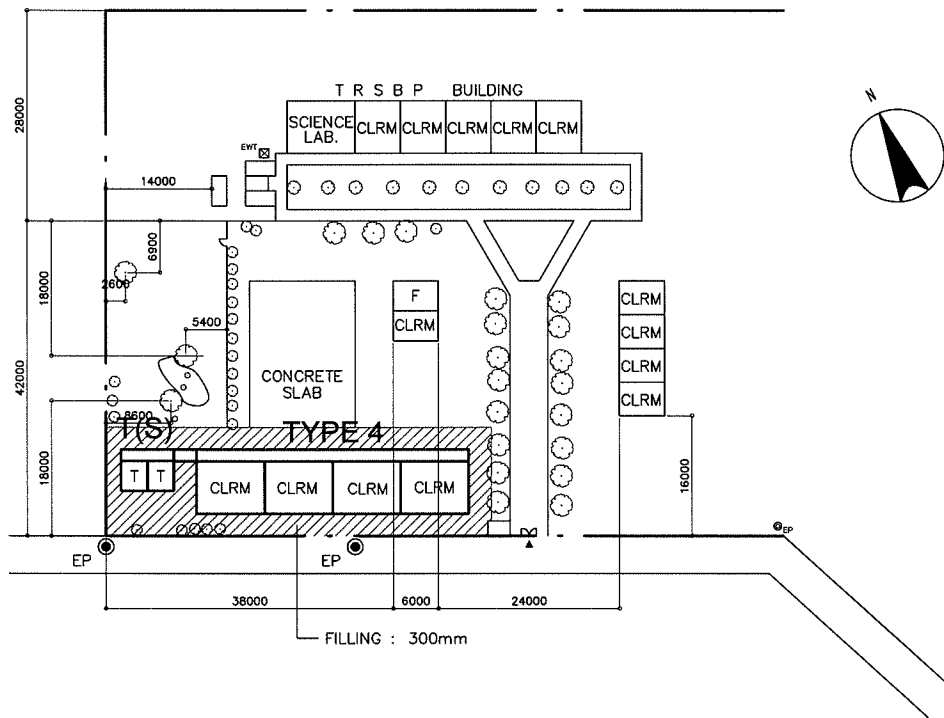 T R S B P BUILDING
SCIENCE LAB.
CLRM
CLRM
CLRM
CLRM
CLRM
N
EWT
28000
14000
6900
2600
18000
5400
42000
F
CLRM
CLRM
CLRM
CLRM
CLRM
CONCRETE
SLAB
8600
T(S)
TYPE 4
18000
T
T
CLRM
CLRM
CLRM
CLRM
16000
EP
EP
EP
38000
6000
24000
FILLING : 300mm